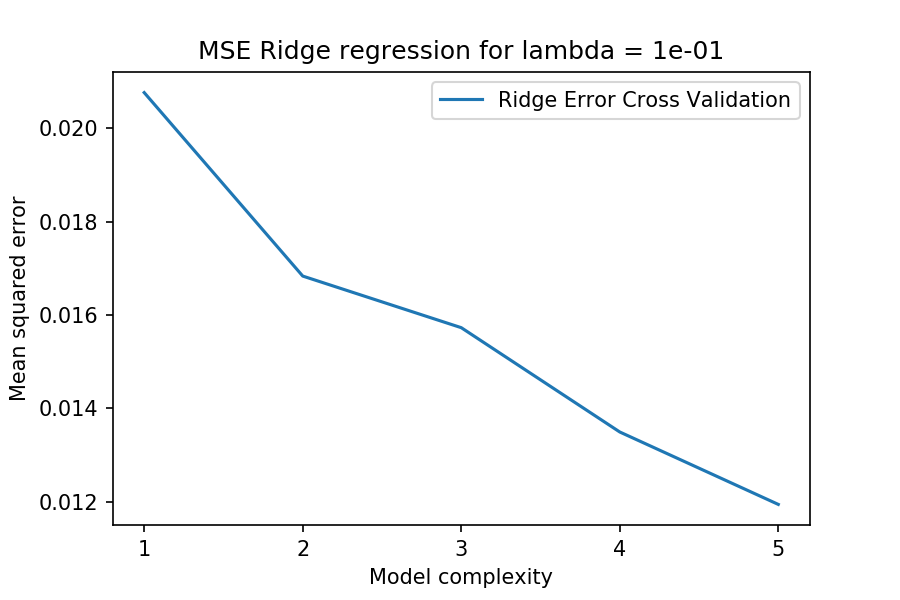 MSE Ridge regression for lambda = 1e-01
Ridge Error Cross Validation
Mean squared error
0.020
0.018
0.016
0.014
0.012
1 2 3 4 5
Model complexity